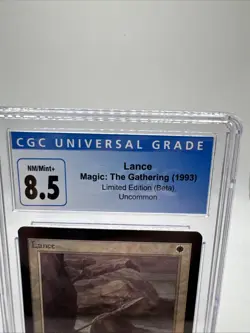 CGC UNIVERSAL GRADE
NM/Mint+
8.5
Lance
Magic: The Gathering (1993)
Limited Edition (Beta)
Uncommon
Lance